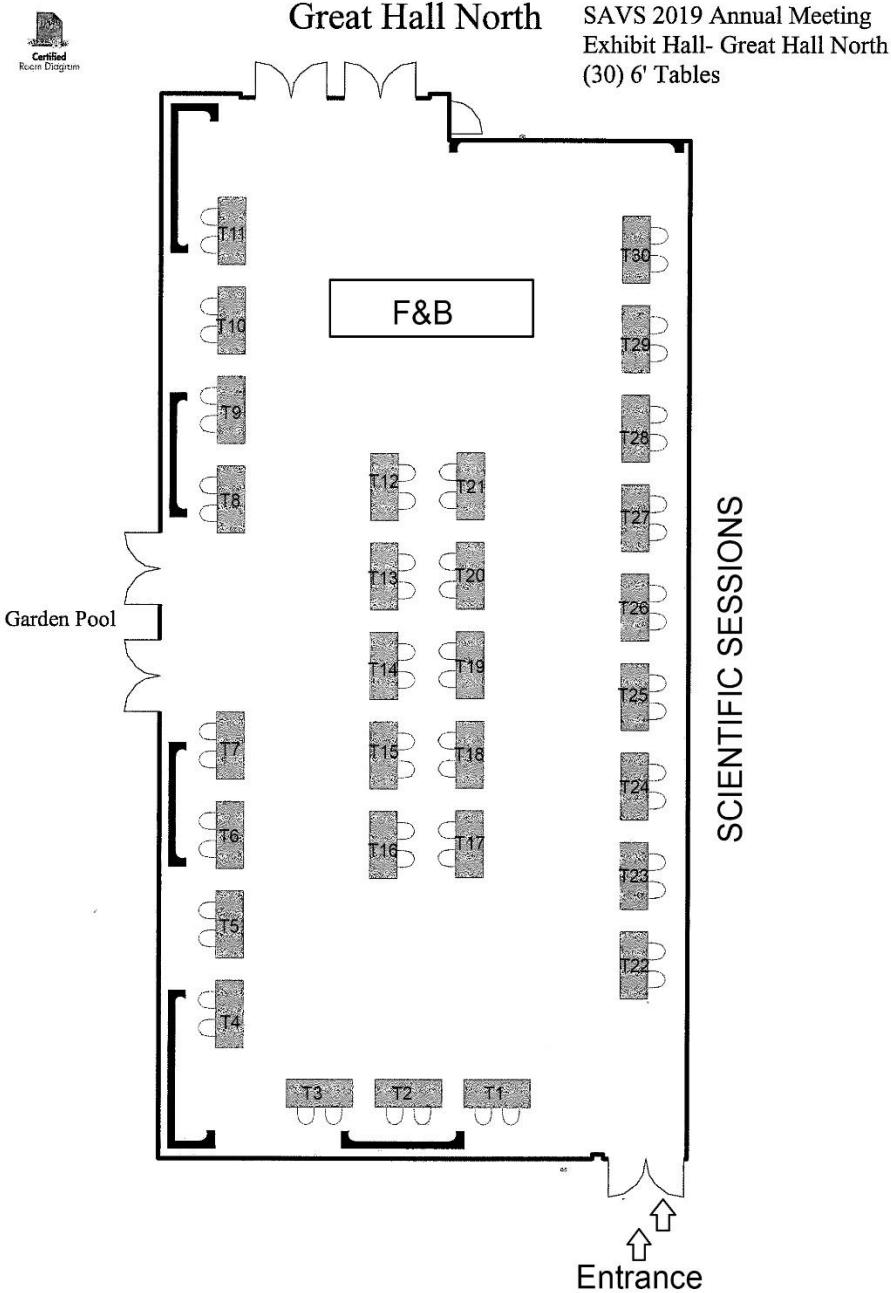 Great Hall North
SAVS 2019 Annual Meeting
Exhibit Hall- Great Hall North
(30) 6' Tables
Certified
Room Diagram
T11
T30
T10
F&B
T29
T9
T28
T8
T12
T21
T27
T13
T20
T26
Garden Pool
T14
T19
T25
SCIENTIFIC SESSIONS
T7
T15
T18
T24
T6
T16
T17
T23
T5
T22
T4
T3
T2
T1
Entrance